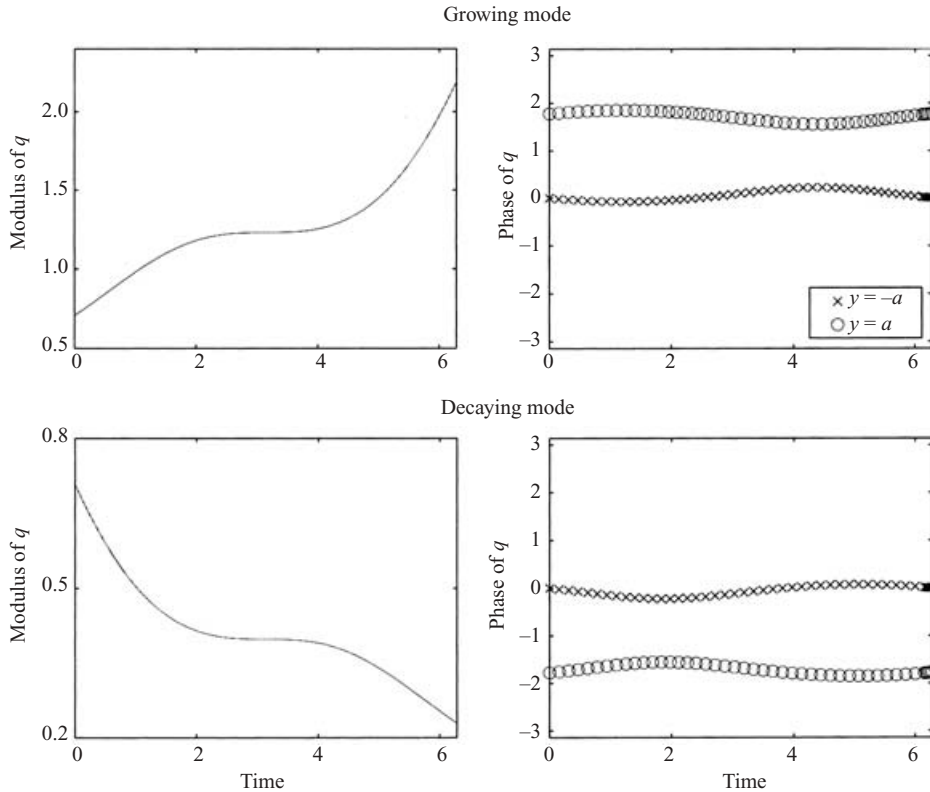 Growing mode
Modulus of q
2.0
1.5
1.0
0.5
0 2 4 6
Phase of q
3
2
1
0
−1
−2
−3
0 2 4 6
y = −a
y = a
Decaying mode
Modulus of q
0.8
0.5
0.2
0 2 4 6
Time
Phase of q
3
2
1
0
−1
−2
−3
0 2 4 6
Time